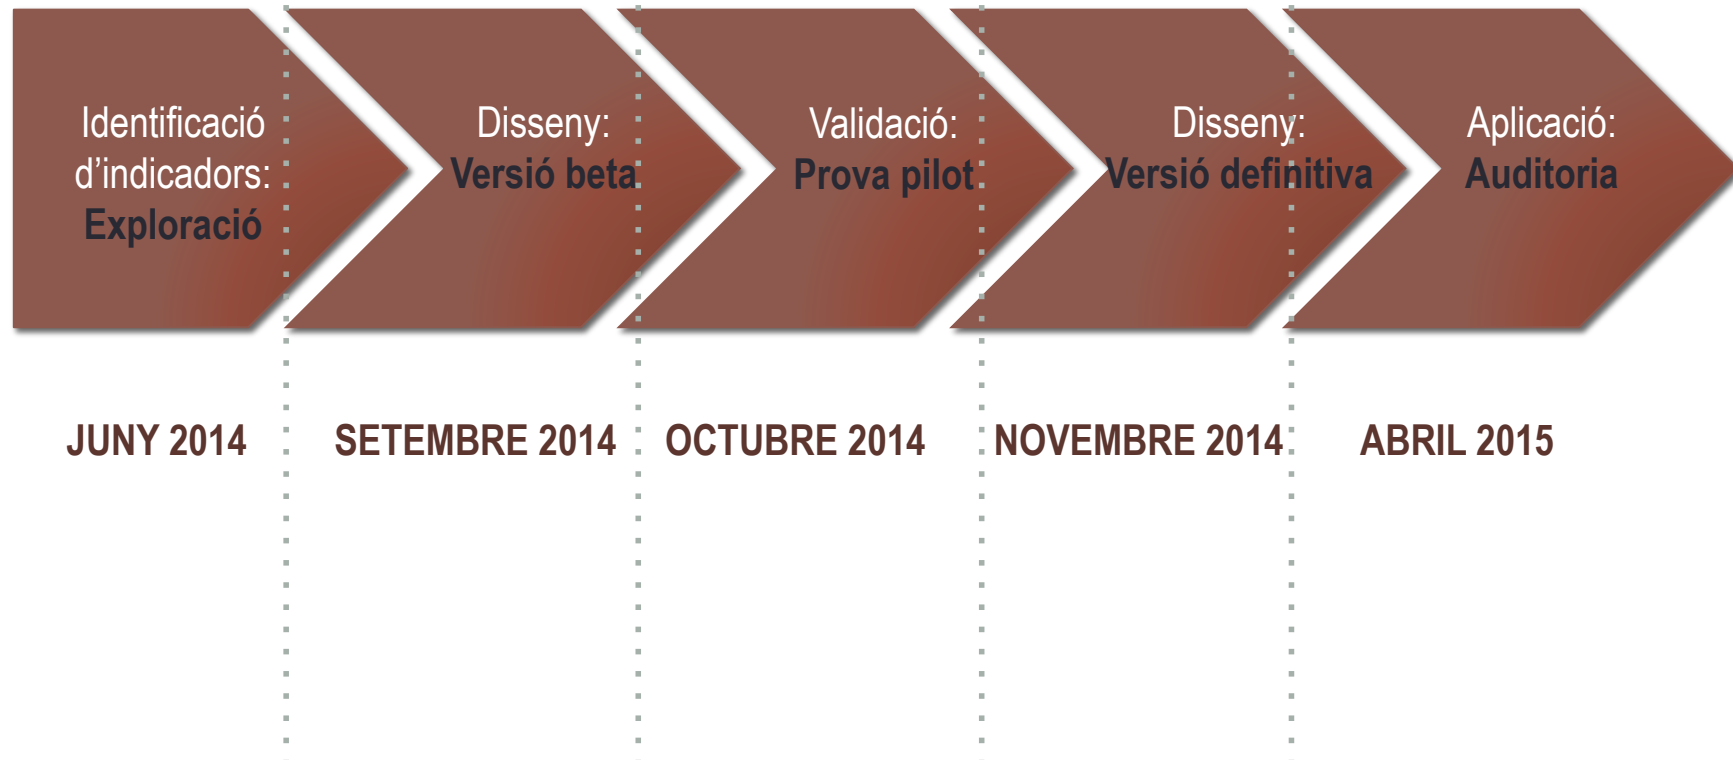 Identificació
d’indicadors:
Exploració
Disseny:
Versió beta
Validació:
Prova pilot
Disseny:
Versió definitiva
Aplicació:
Auditoria
JUNY 2014
SETEMBRE 2014
OCTUBRE 2014
NOVEMBRE 2014
ABRIL 2015